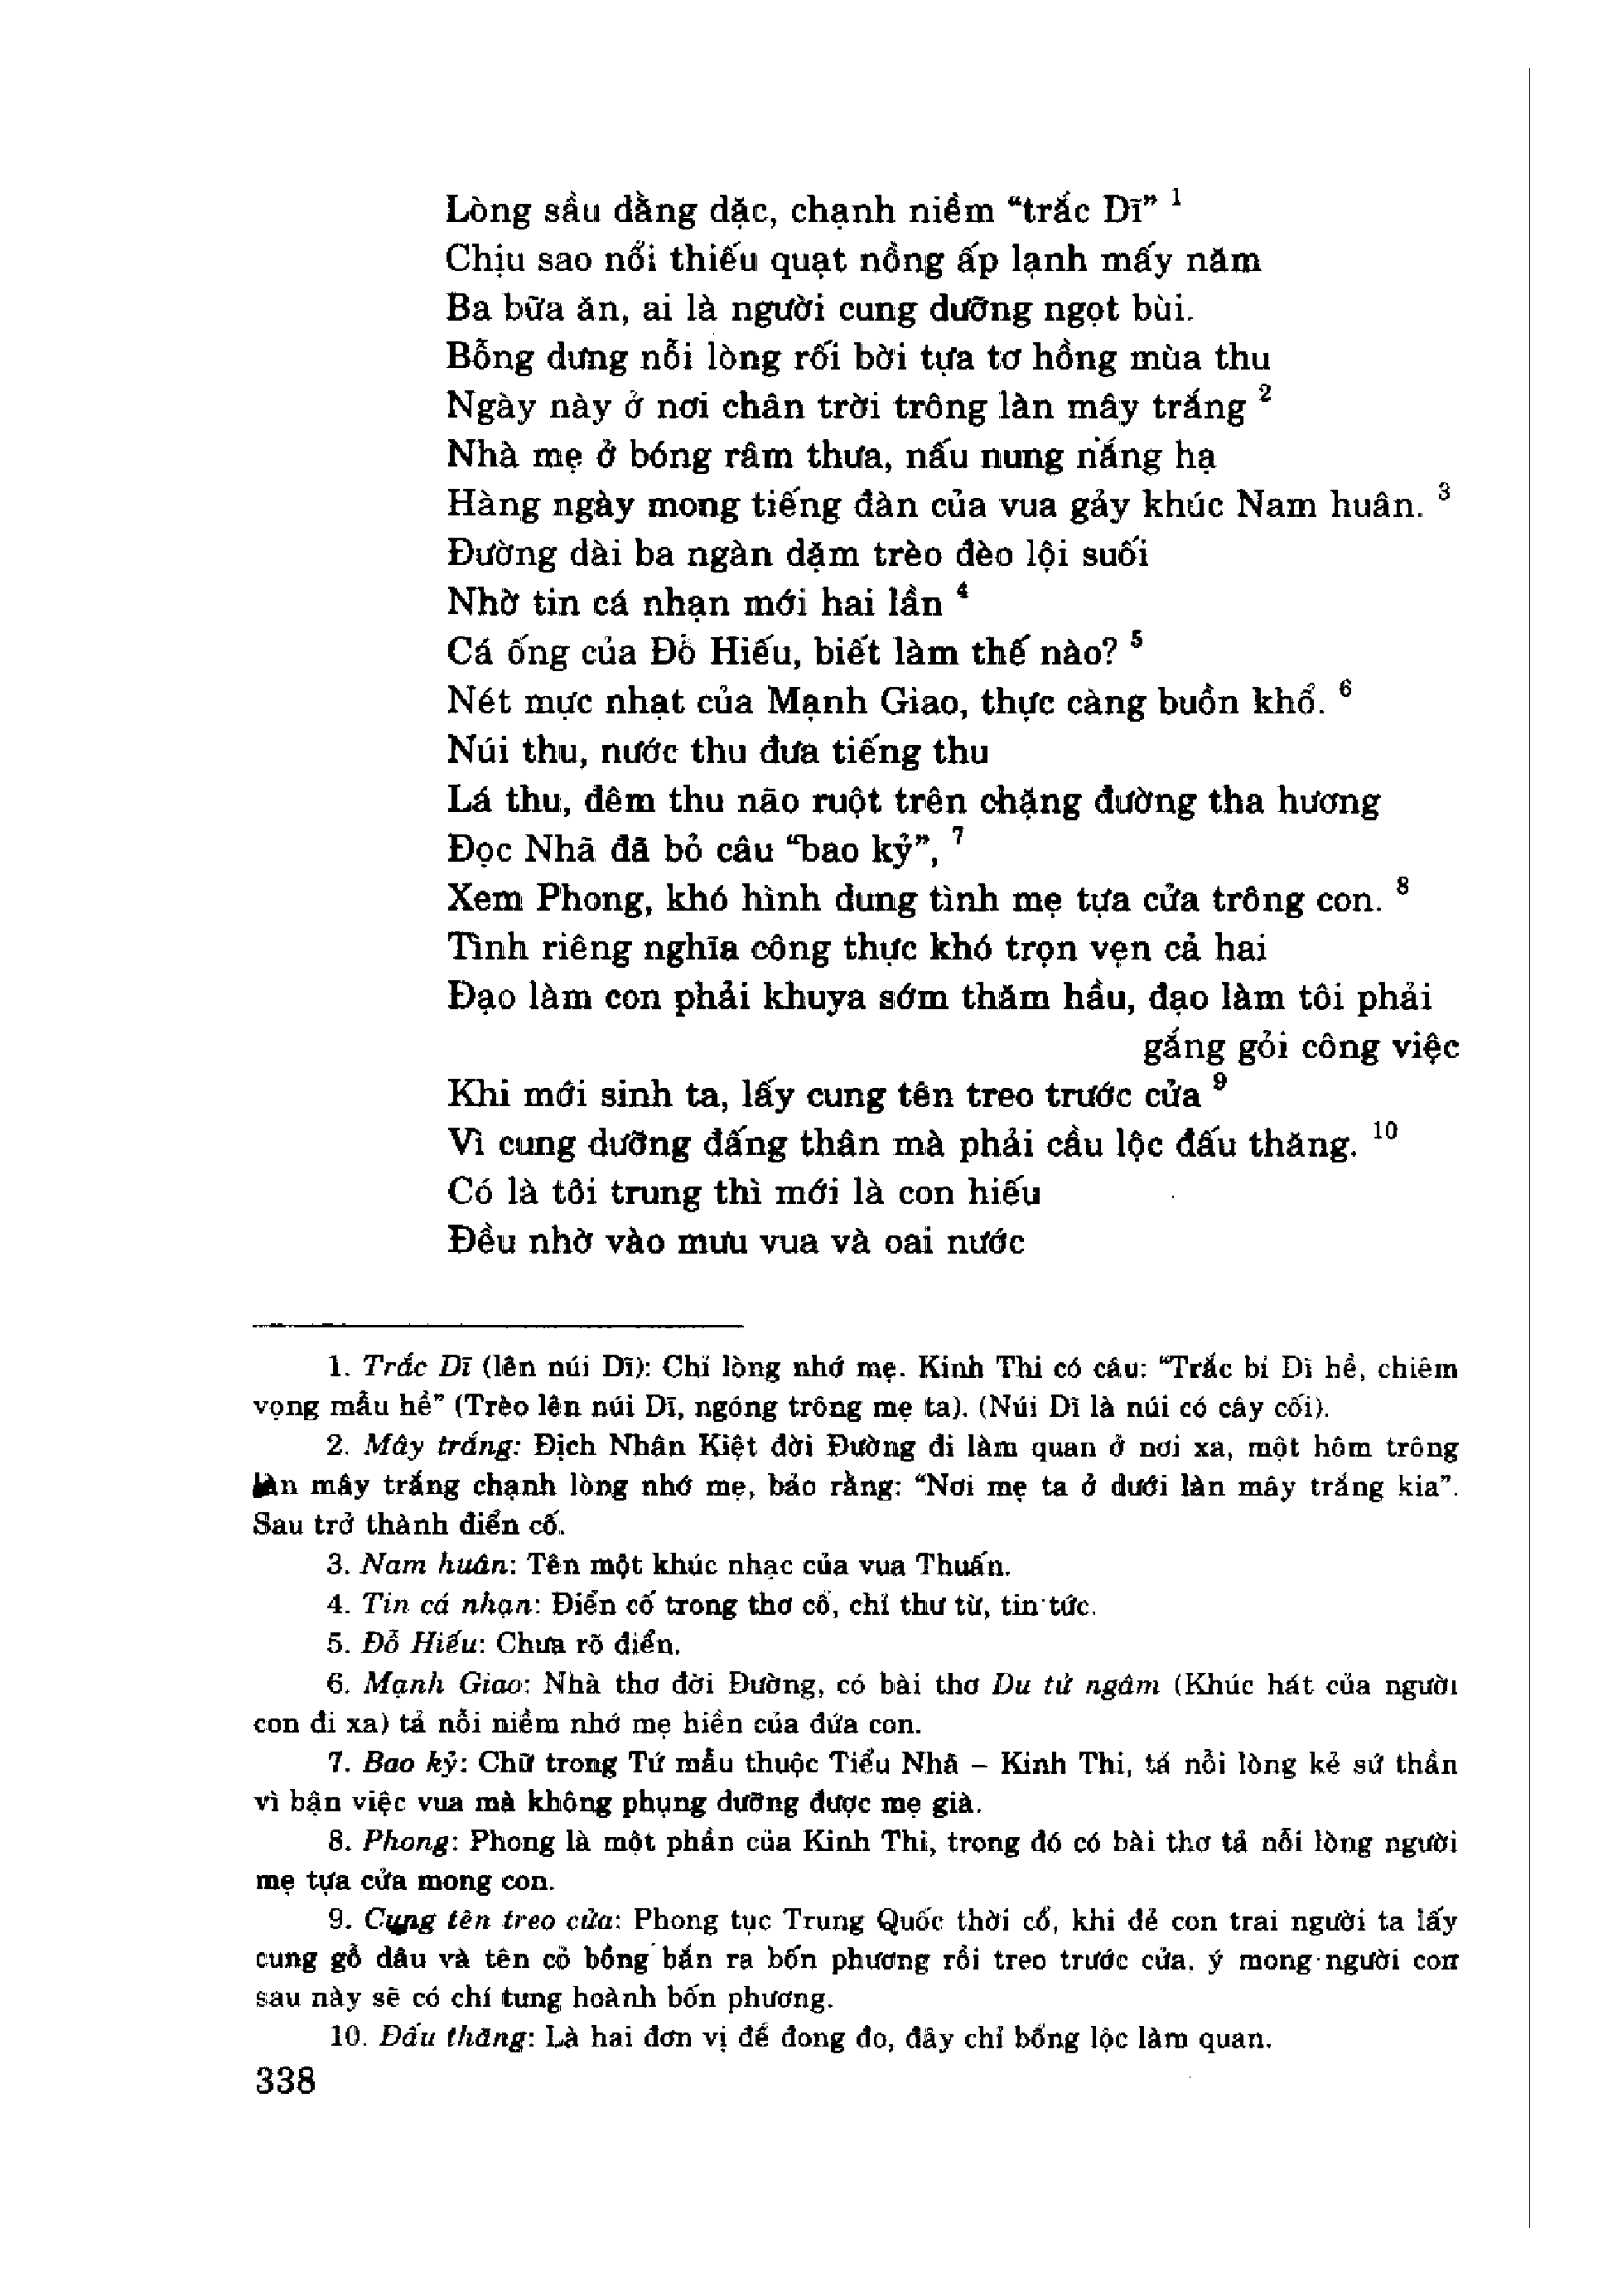 Lòng sầu dằng dặc, chạnh niềm “trắc Dĩ” 1
Chịu sao nổi thiếu quạt nồng ấp lạnh mấy năm
Ba bữa ăn, ai là người cung dưỡng ngọt bùi.
Bỗng dưng nỗi lòng rối bời tựa tơ hồng mùa thu
Ngày này ở nơi chân trời trông làn mây trắng 2
Nhà mẹ ở bóng râm thưa, nấu nung nắng hạ
Hàng ngày mong tiếng đàn của vua gảy khúc Nam huân. 3
Đường dài ba ngàn dặm trèo đèo lội suối
Nhờ tin cá nhạn mới hai lần 4
Cá ống của Đỗ Hiếu, biết làm thế nào? 5
Nét mực nhạt của Mạnh Giao, thực càng buồn khổ. 6
Núi thu, nước thu đưa tiếng thu
Lá thu, đêm thu não ruột trên chặng đường tha hương
Đọc Nhã đã bỏ câu “bao kỷ”, 7
Xem Phong, khó hình dung tình mẹ tựa cửa trông con. 8
Tình riêng nghĩa công thực khó trọn vẹn cả hai
Đạo làm con phải khuya sớm thăm hầu, đạo làm tôi phải
gắng gỏi công việc
Khi mới sinh ta, lấy cung tên treo trước cửa 9
Vì cung dưỡng đấng thân mà phải cầu lộc đấu thăng. 10
Có là tôi trung thì mới là con hiếu
Đều nhờ vào mưu vua và oai nước
1. Trắc Dĩ (lên núi Dĩ): Chỉ lòng nhớ mẹ. Kinh Thi có câu: “Trắc bỉ Dĩ hề, chiêm
vọng mẫu hề” (Trèo lên núi Dĩ, ngóng trông mẹ ta). (Núi Dĩ là núi có cây cối).
2. Mây trắng: Địch Nhân Kiệt đời Đường đi làm quan ở nơi xa, một hôm trông
làn mây trắng chạnh lòng nhớ mẹ, bảo rằng: “Nơi mẹ ta ở dưới làn mây trắng kia”.
Sau trở thành điển cố.
3. Nam huân: Tên một khúc nhạc của vua Thuấn.
4. Tin cá nhạn: Điển cố trong thơ cổ, chỉ thư từ, tin tức.
5. Đỗ Hiếu: Chưa rõ điển.
6. Mạnh Giao: Nhà thơ đời Đường, có bài thơ Du tử ngâm (Khúc hát của người
con đi xa) tả nỗi niềm nhớ mẹ hiền của đứa con.
7. Bao kỷ: Chữ trong Tứ mẫu thuộc Tiểu Nhã – Kinh Thi, tả nỗi lòng kẻ sứ thần
vì bận việc vua mà không phụng dưỡng được mẹ già.
8. Phong: Phong là một phần của Kinh Thi, trong đó có bài thơ tả nỗi lòng người
mẹ tựa cửa mong con.
9. Cung tên treo cửa: Phong tục Trung Quốc thời cổ, khi đẻ con trai người ta lấy
cung gỗ dâu và tên cỏ bồng bắn ra bốn phương rồi treo trước cửa, ý mong người con
sau này sẽ có chí tung hoành bốn phương.
10. Đấu thăng: Là hai đơn vị để đong đo, đây chỉ bổng lộc làm quan.
338